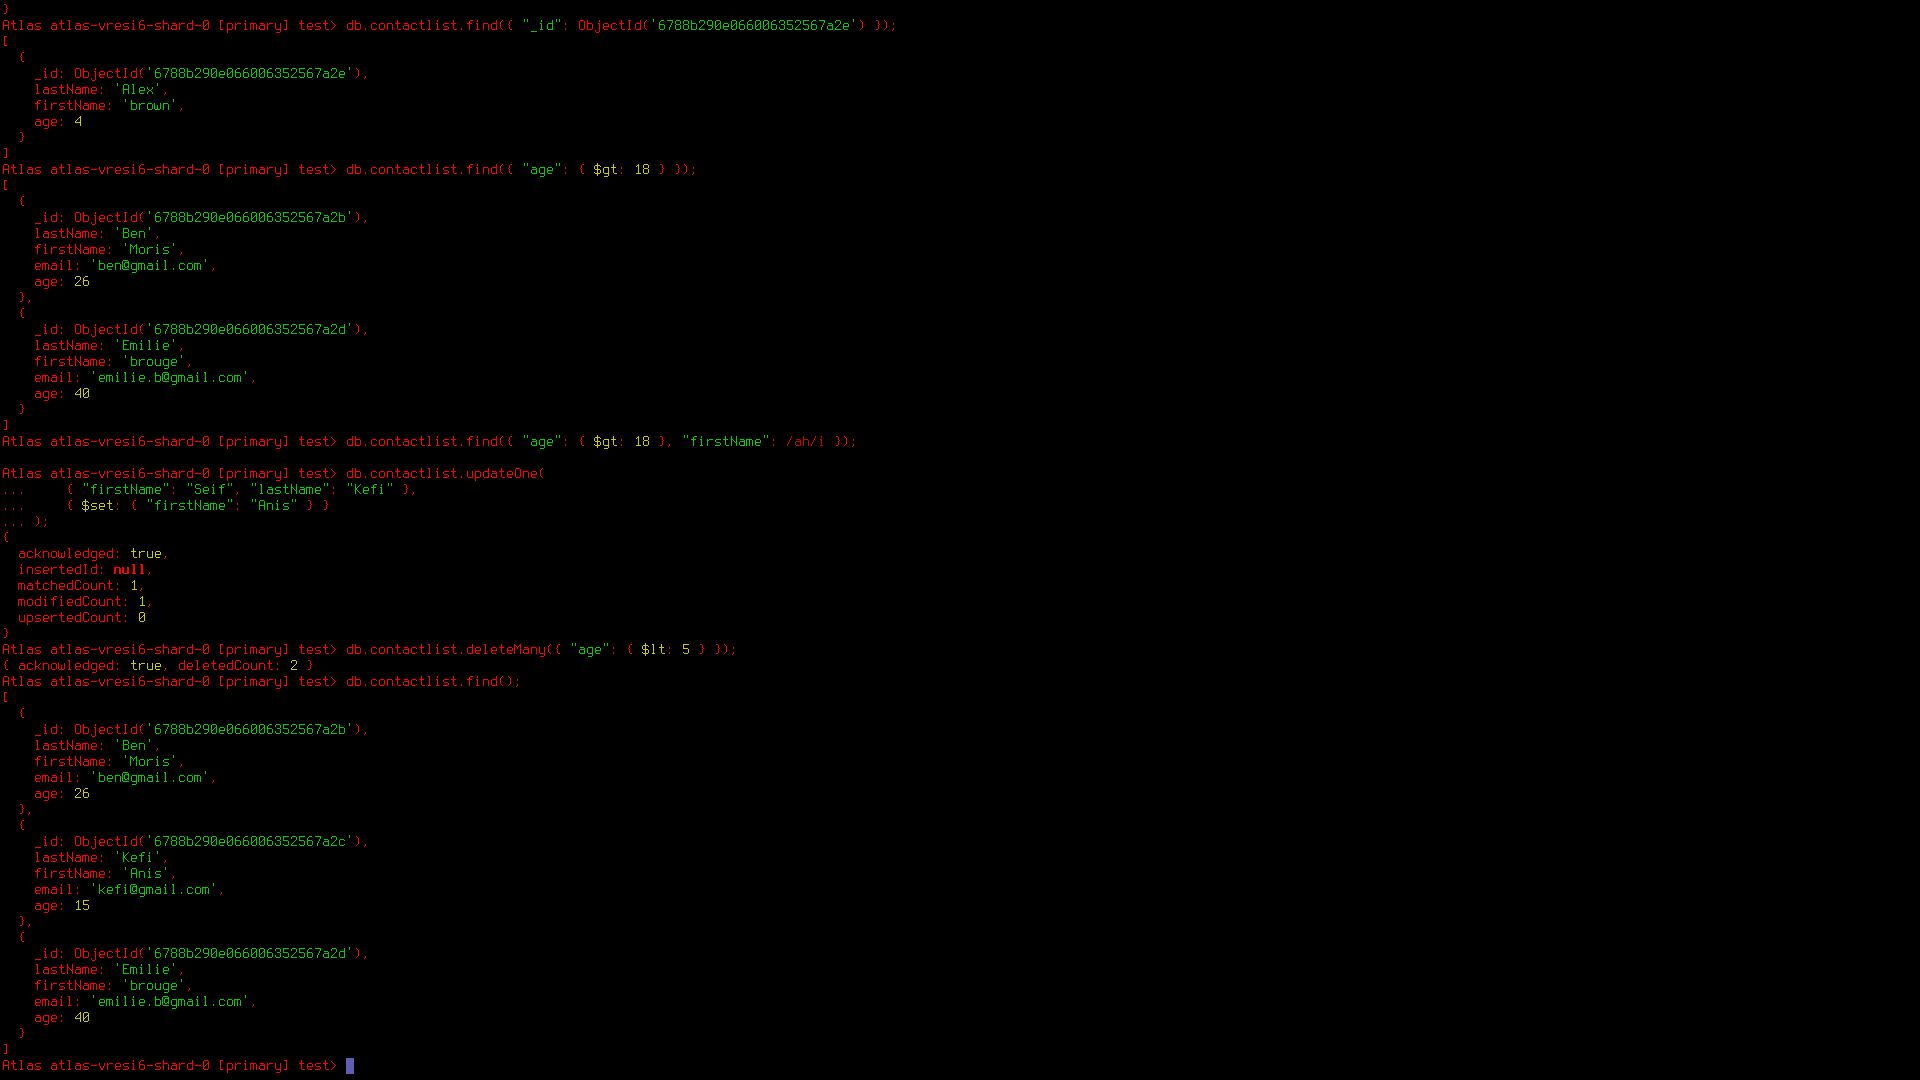 }
Atlas atlas-vresi6-shard-0 [primary] test> db.contactlist.find({ "_id": ObjectId('6788b290e066006352567a2e') });
[
  {
    _id: ObjectId('6788b290e066006352567a2e'),
    lastName: 'Alex',
    firstName: 'brown',
    age: 4
  }
]
Atlas atlas-vresi6-shard-0 [primary] test> db.contactlist.find({ "age": { $gt: 18 } });
[
  {
    _id: ObjectId('6788b290e066006352567a2b'),
    lastName: 'Ben',
    firstName: 'Moris',
    email: 'ben@gmail.com',
    age: 26
  },
  {
    _id: ObjectId('6788b290e066006352567a2d'),
    lastName: 'Emilie',
    firstName: 'brouge',
    email: 'emilie.b@gmail.com',
    age: 40
  }
]
Atlas atlas-vresi6-shard-0 [primary] test> db.contactlist.find({ "age": { $gt: 18 }, "firstName": /ah/i });

Atlas atlas-vresi6-shard-0 [primary] test> db.contactlist.updateOne(
...     { "firstName": "Seif", "lastName": "Kefi" },
...     { $set: { "firstName": "Anis" } }
... );
{
  acknowledged: true,
  insertedId: null,
  matchedCount: 1,
  modifiedCount: 1,
  upsertedCount: 0
}
Atlas atlas-vresi6-shard-0 [primary] test> db.contactlist.deleteMany({ "age": { $lt: 5 } });
{ acknowledged: true, deletedCount: 2 }
Atlas atlas-vresi6-shard-0 [primary] test> db.contactlist.find();
[
  {
    _id: ObjectId('6788b290e066006352567a2b'),
    lastName: 'Ben',
    firstName: 'Moris',
    email: 'ben@gmail.com',
    age: 26
  },
  {
    _id: ObjectId('6788b290e066006352567a2c'),
    lastName: 'Kefi',
    firstName: 'Anis',
    email: 'kefi@gmail.com',
    age: 15
  },
  {
    _id: ObjectId('6788b290e066006352567a2d'),
    lastName: 'Emilie',
    firstName: 'brouge',
    email: 'emilie.b@gmail.com',
    age: 40
  }
]
Atlas atlas-vresi6-shard-0 [primary] test>